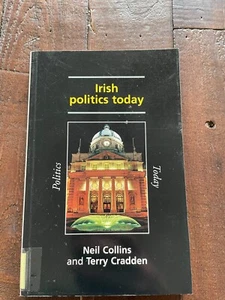 Irish
politics today
Politics
Today
Neil Collins
and Terry Cradden